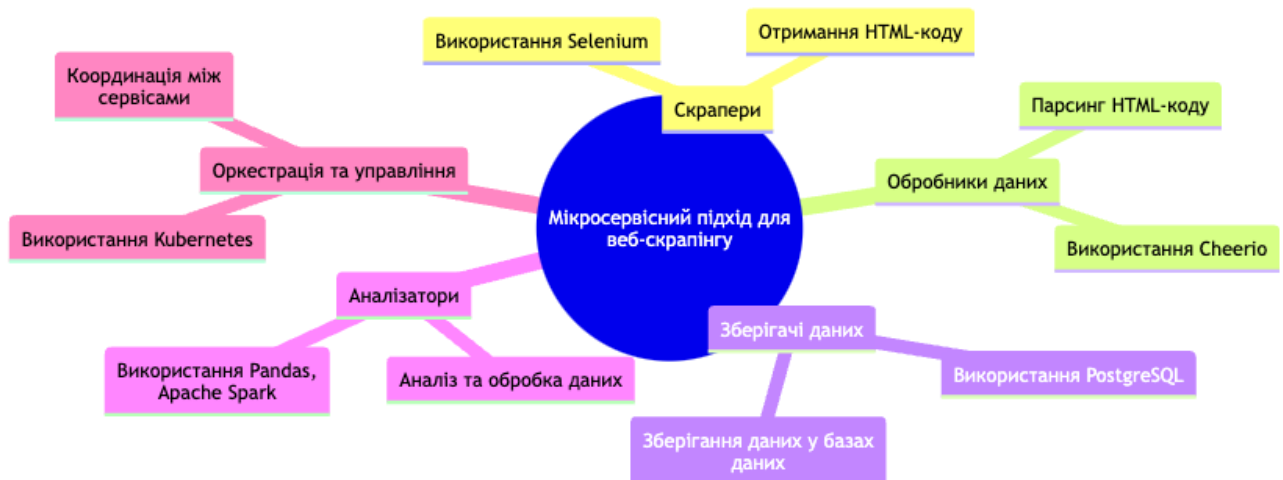 Використання Selenium
Отримання HTML-коду
Скрапери
Координація між
сервісами
Оркестрація та управління
Використання Kubernetes
Парсинг HTML-коду
Обробники даних
Використання Cheerio
Мікросервісний підхід для
веб-скрапінгу
Аналізатори
Використання Pandas,
Apache Spark
Аналіз та обробка даних
Зберігачі даних
Використання PostgreSQL
Зберігання даних у базах
даних